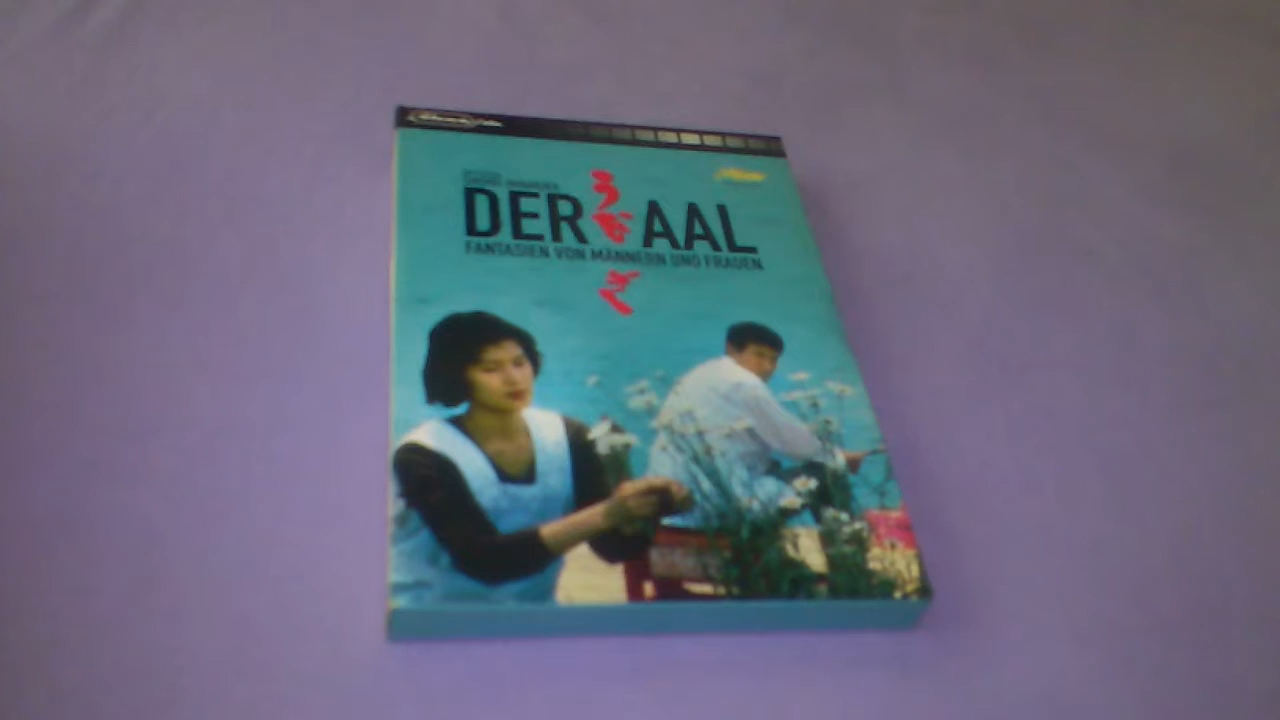 DER AAL
FANTASIEN VON MÄNNERN UND FRAUEN
うなぎ